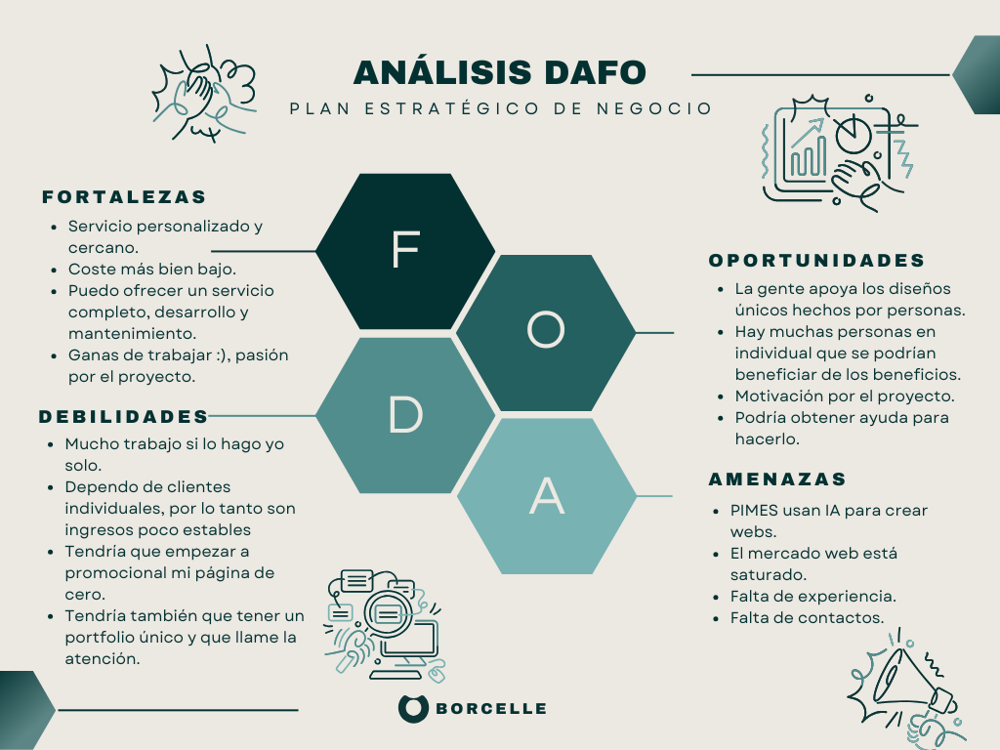 ANÁLISIS DAFO
PLAN ESTRATÉGICO DE NEGOCIO
FORTALEZAS
• Servicio personalizado y
cercano.
• Coste más bien bajo.
• Puedo ofrecer un servicio
completo, desarrollo y
mantenimiento.
• Ganas de trabajar :), pasión
por el proyecto.
DEBILIDADES
• Mucho trabajo si lo hago yo
solo.
• Dependo de clientes
individuales, por lo tanto son
ingresos poco estables
• Tendría que empezar a
promocional mi página de
cero.
• Tendría también que tener un
portfolio único y que llame la
atención.
F
O
D
A
OPORTUNIDADES
• La gente apoya los diseños
únicos hechos por personas.
• Hay muchas personas en
individual que se podrían
beneficiar de los beneficios.
• Motivación por el proyecto.
• Podría obtener ayuda para
hacerlo.
AMENAZAS
• PIMES usan IA para crear
webs.
• El mercado web está
saturado.
• Falta de experiencia.
• Falta de contactos.
BORCELLE